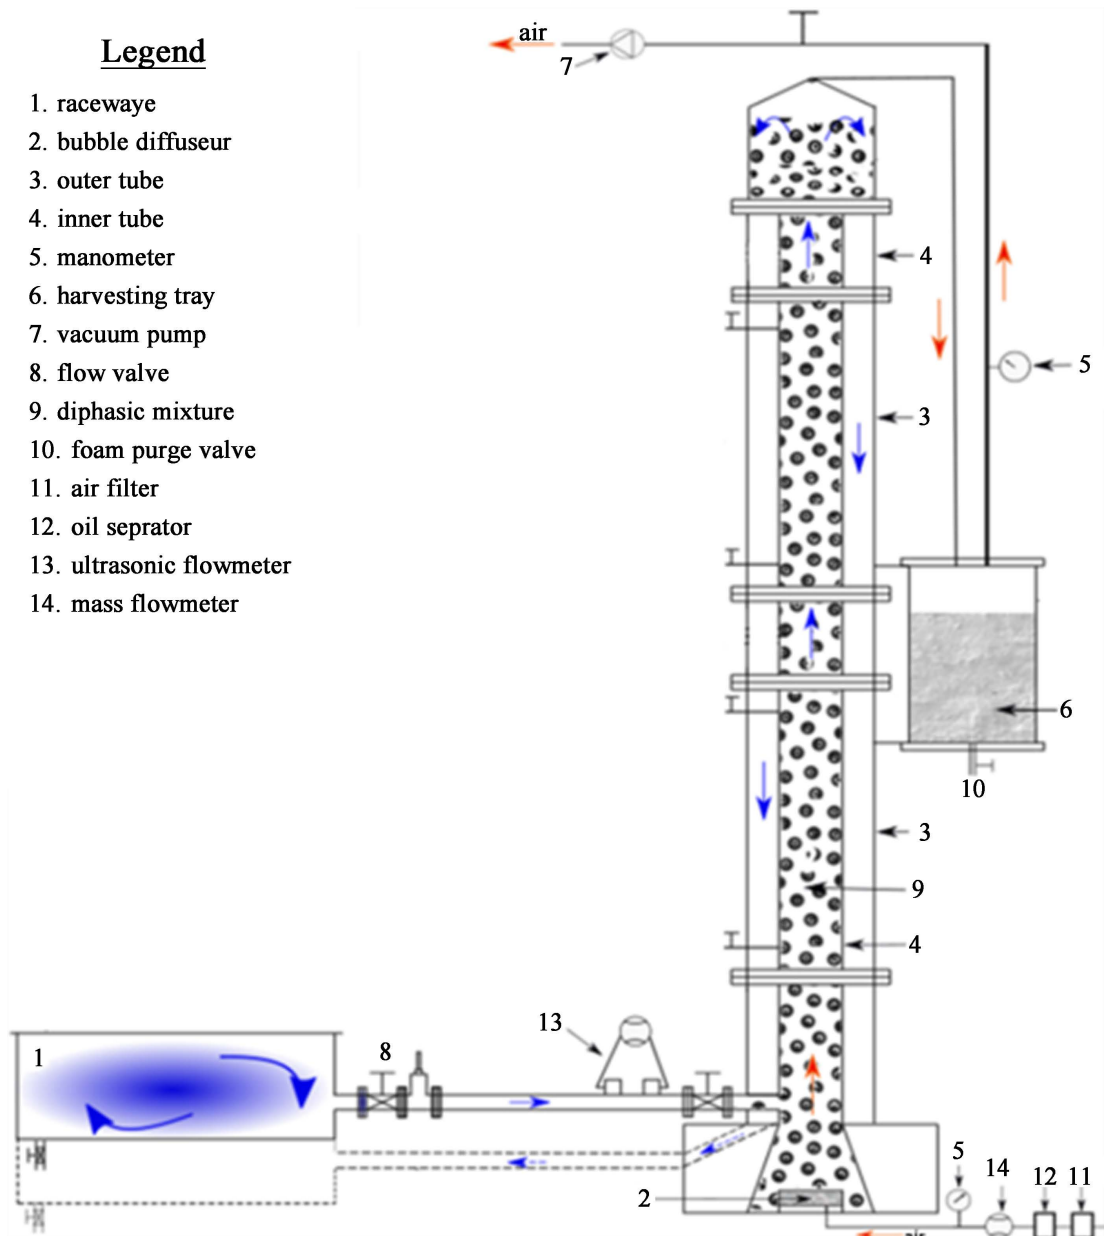 Legend
1. racewaye
2. bubble diffuseur
3. outer tube
4. inner tube
5. manometer
6. harvesting tray
7. vacuum pump
8. flow valve
9. diphasic mixture
10. foam purge valve
11. air filter
12. oil seprator
13. ultrasonic flowmeter
14. mass flowmeter
air
7
4
5
3
6
10
3
9
4
13
8
1
5
14
12
11
2
air